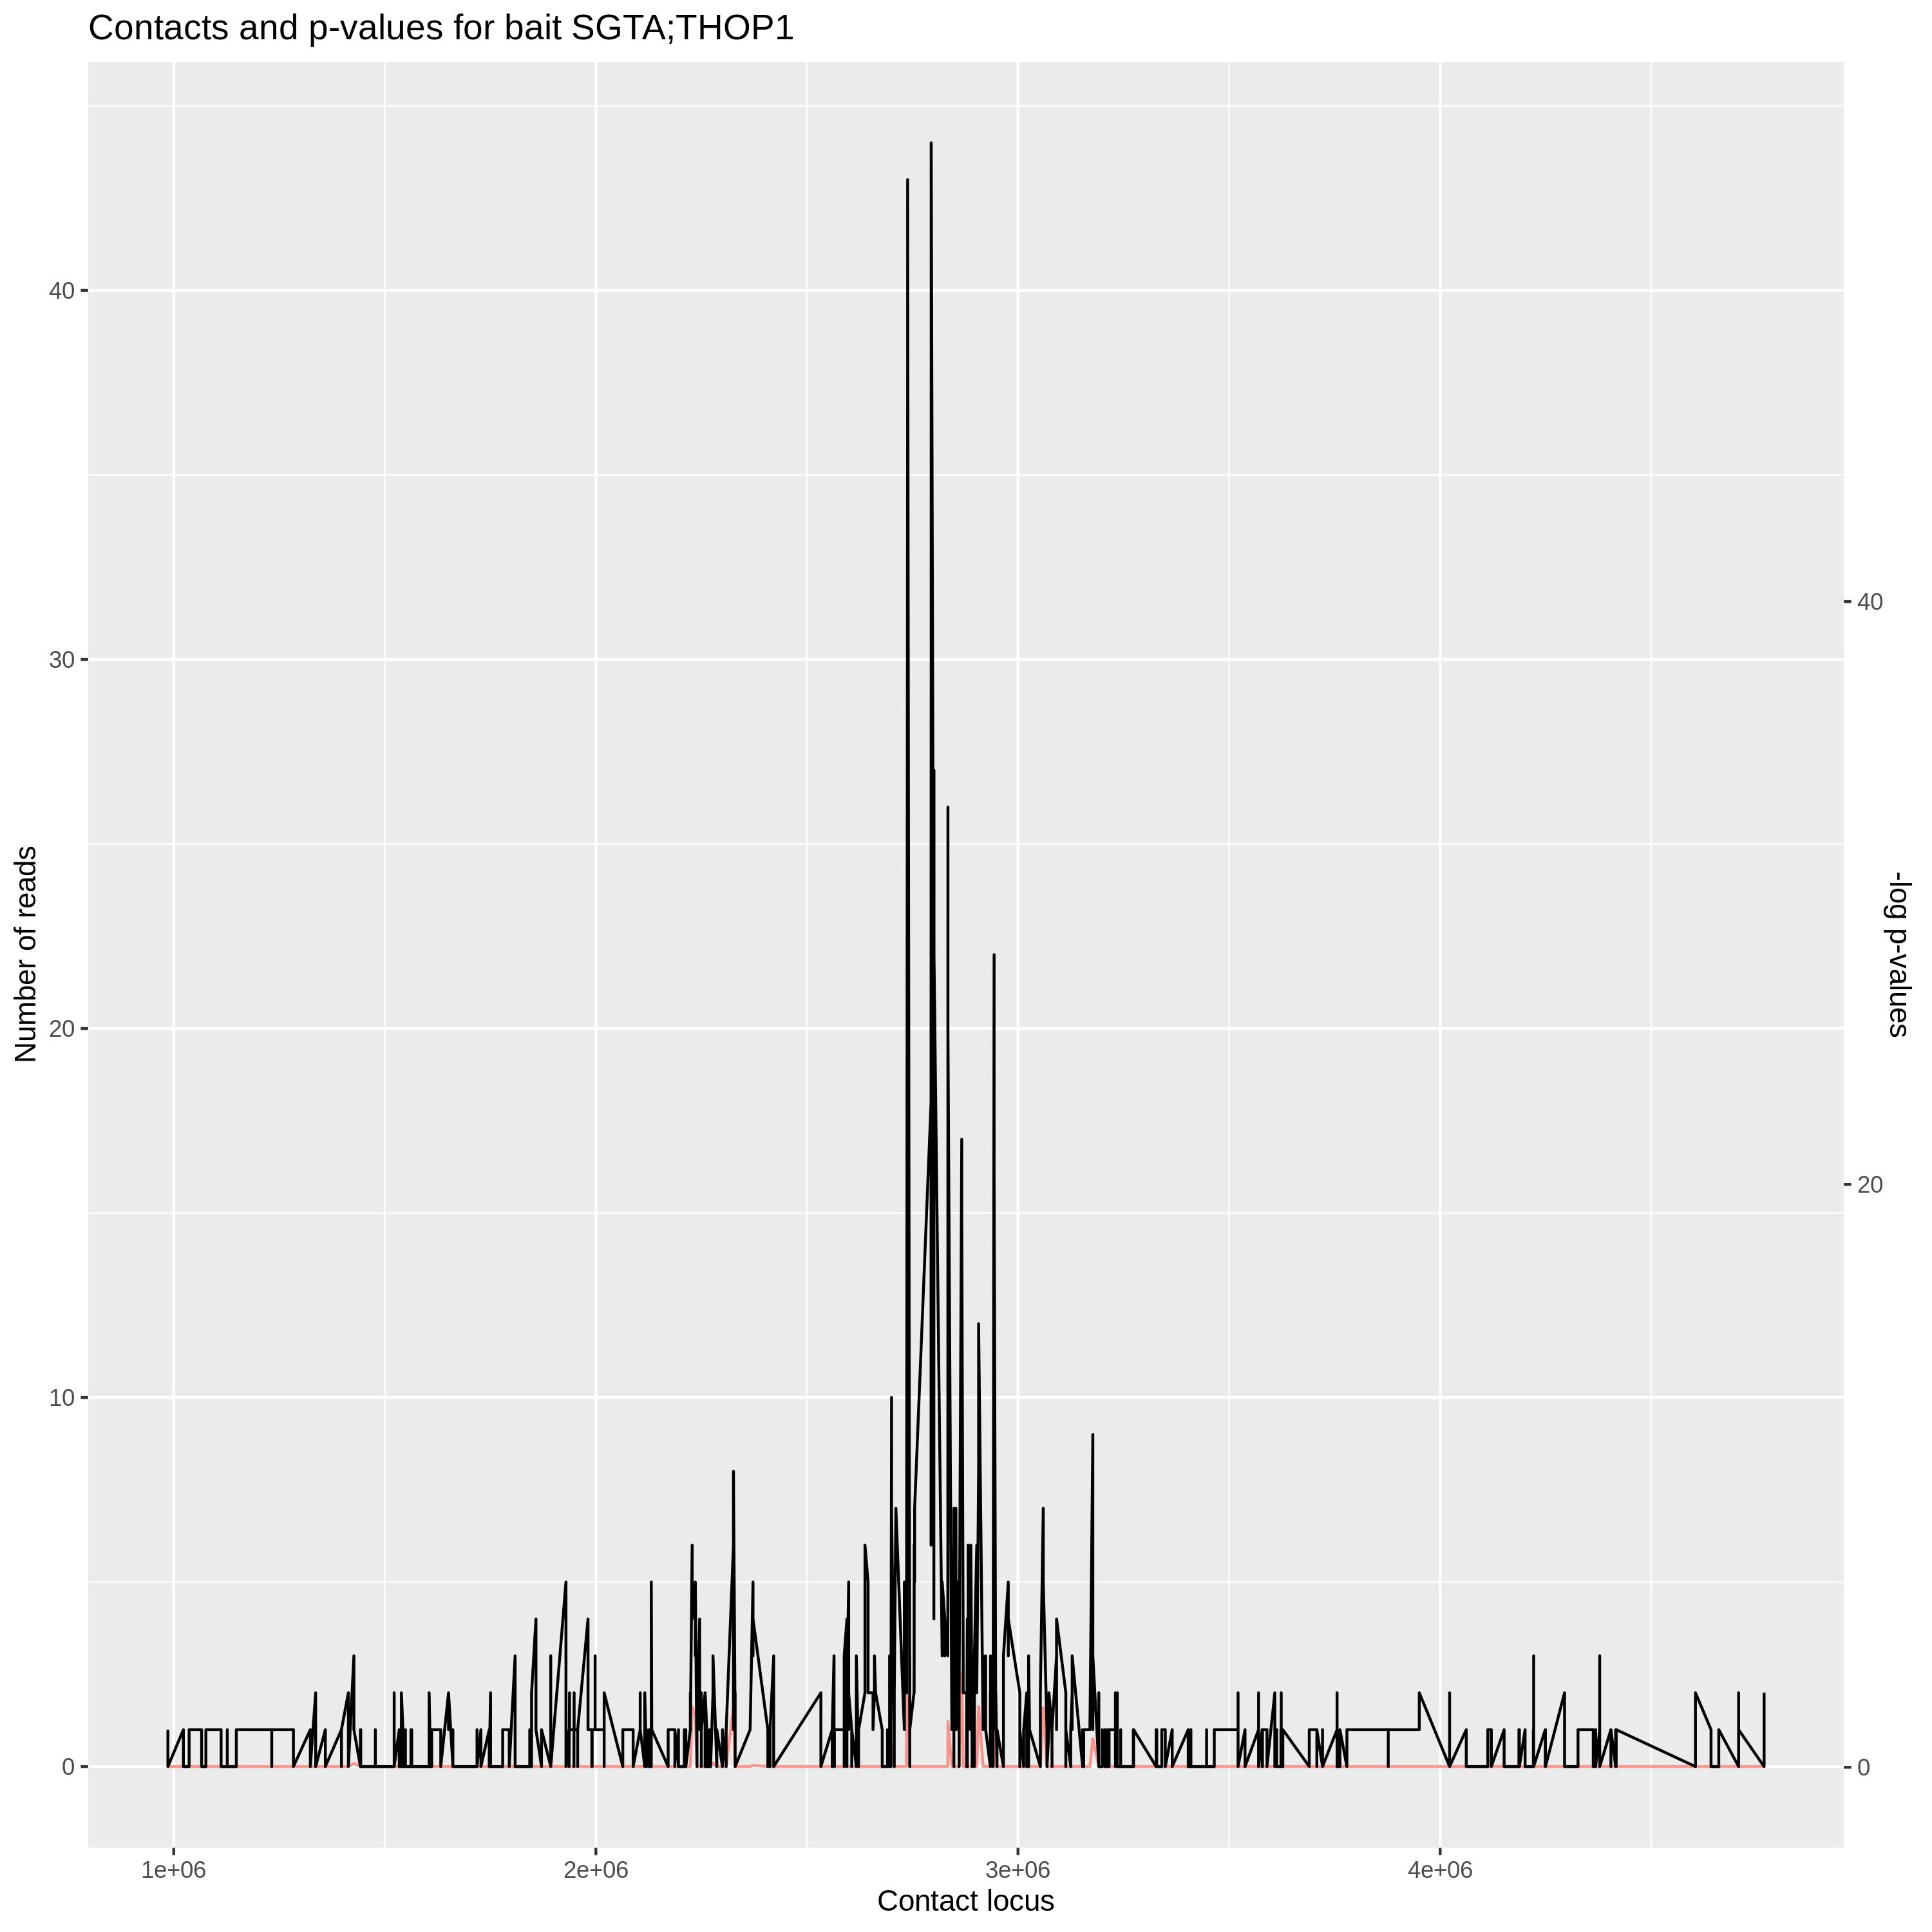 Contacts and p-values for bait SGTA;THOP1
40
30
20
10
0
Number of reads
40
20
0
-log p-values
1e+06
2e+06
3e+06
4e+06
Contact locus